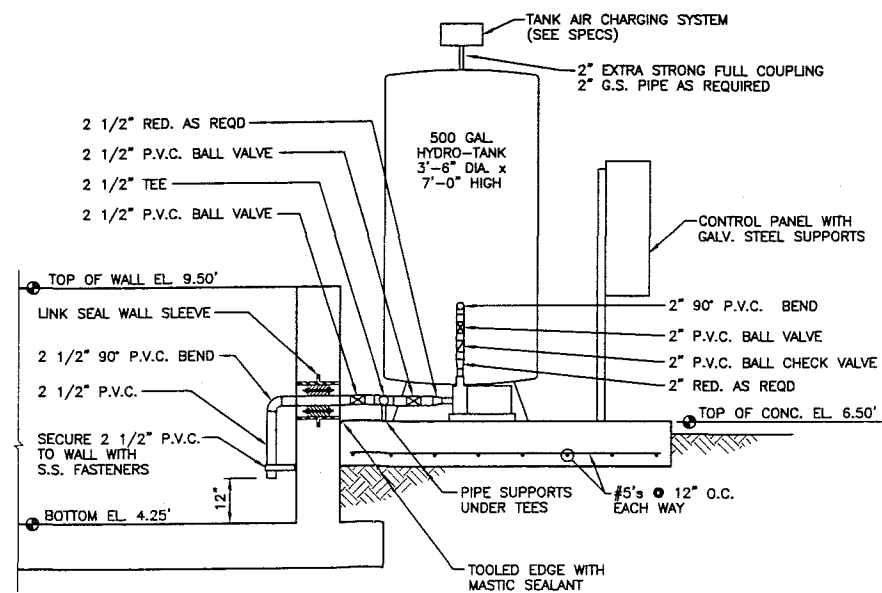 TANK AIR CHARGING SYSTEM
(SEE SPECS)
2" EXTRA STRONG FULL COUPLING
2" G.S. PIPE AS REQUIRED
2 1/2" RED. AS REQD
2 1/2" P.V.C. BALL VALVE
2 1/2" TEE
2 1/2" P.V.C. BALL VALVE
500 GAL.
HYDRO-TANK
3'-6" DIA. x
7'-0" HIGH
CONTROL PANEL WITH
GALV. STEEL SUPPORTS
TOP OF WALL EL. 9.50'
LINK SEAL WALL SLEEVE
2 1/2" 90° P.V.C. BEND
2 1/2" P.V.C.
SECURE 2 1/2" P.V.C.
TO WALL WITH
S.S. FASTENERS
2" 90° P.V.C. BEND
2" P.V.C. BALL VALVE
2" P.V.C. BALL CHECK VALVE
2" RED. AS REQD
TOP OF CONC. EL. 6.50'
12"
BOTTOM EL. 4.25'
PIPE SUPPORTS
UNDER TEES
#5's @ 12" O.C.
EACH WAY
TOOLED EDGE WITH
MASTIC SEALANT